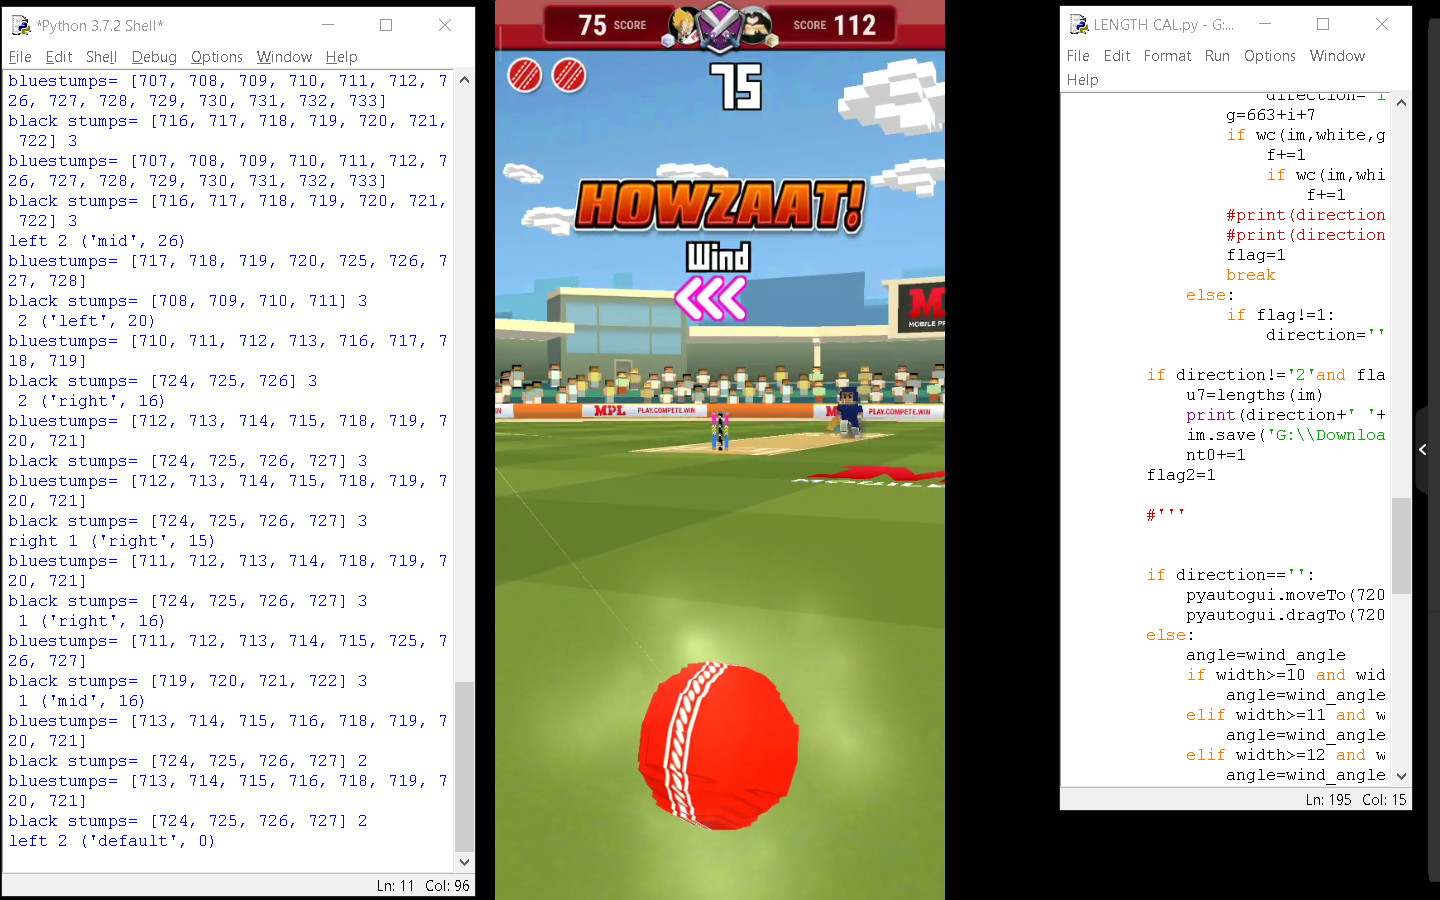 *Python 3.7.2 Shell*
File Edit Shell Debug Options Window Help
bluestumps= [707, 708, 709, 710, 711, 712, 7
26, 727, 728, 729, 730, 731, 732, 733]
black stumps= [716, 717, 718, 719, 720, 721,
722] 3
bluestumps= [707, 708, 709, 710, 711, 712, 7
26, 727, 728, 729, 730, 731, 732, 733]
black stumps= [716, 717, 718, 719, 720, 721,
722] 3
left 2 ('mid', 26)
bluestumps= [717, 718, 719, 720, 725, 726, 7
27, 728]
black stumps= [708, 709, 710, 711] 3
2 ('left', 20)
bluestumps= [710, 711, 712, 713, 716, 717, 7
18, 719]
black stumps= [724, 725, 726] 3
2 ('right', 16)
bluestumps= [712, 713, 714, 715, 718, 719, 7
20, 721]
black stumps= [724, 725, 726, 727] 3
bluestumps= [712, 713, 714, 715, 718, 719, 7
20, 721]
black stumps= [724, 725, 726, 727] 3
right 1 ('right', 15)
bluestumps= [711, 712, 713, 714, 718, 719, 7
20, 721]
black stumps= [724, 725, 726, 727] 3
1 ('right', 16)
bluestumps= [711, 712, 713, 714, 715, 725, 7
26, 727]
black stumps= [719, 720, 721, 722] 3
1 ('mid', 16)
bluestumps= [713, 714, 715, 716, 718, 719, 7
20, 721]
black stumps= [724, 725, 726, 727] 2
bluestumps= [713, 714, 715, 716, 718, 719, 7
20, 721]
black stumps= [724, 725, 726, 727] 2
left 2 ('default', 0)
Ln: 11 Col: 96
75 SCORE SCORE 112
75
HOWZAAT!
Wind
MPL
MOBILE PR
MPL PLAY.COMPETE.WIN
M PLAY.COMPETE.WIN
LENGTH CAL.py - G:...
File Edit Format Run Options Window
Help
direction='i
g=663+i+7
if wc(im,white,g
f+=1
if wc(im,whi
f+=1
#print(direction
#print(direction
flag=1
break
else:
if flag!=1:
direction=''
if direction!='2'and fla
u7=lengths(im)
print(direction+' '+
im.save('G:\\Downloa
nt0+=1
flag2=1
#'''
if direction=='':
pyautogui.moveTo(720
pyautogui.dragTo(720
else:
angle=wind_angle
if width>=10 and wid
angle=wind_angle
elif width>=11 and w
angle=wind_angle
elif width>=12 and w
angle=wind_angle
Ln: 195 Col: 15